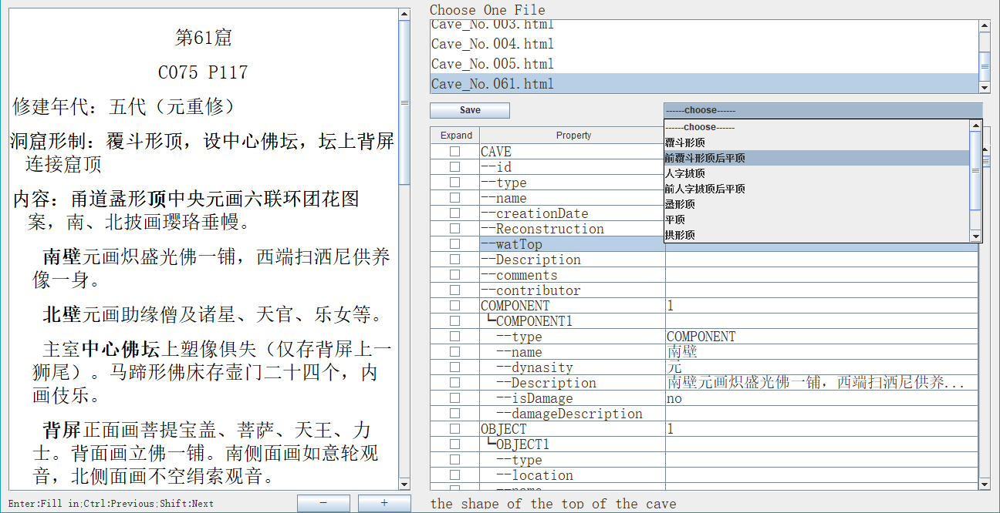 第61窟
C075 P117
修建年代：五代（元重修）
洞窟形制：覆斗形顶，设中心佛坛，坛上背屏
连接窟顶
内容：甬道盝形顶中央元画六联环团花图
案，南、北披画璎珞垂幔。
南壁元画炽盛光佛一铺，西端扫洒尼供养
像一身。
北壁元画助缘僧及诸星、天官、乐女等。
主室中心佛坛上塑像俱失（仅存背屏上一
狮尾）。马蹄形佛床存壸门二十四个，内
画伎乐。
背屏正面画菩提宝盖、菩萨、天王、力
士。背面画立佛一铺。南侧面画如意轮观
音，北侧面画不空绢索观音。
Enter:Fill in;Ctrl:Previous;Shift:Next
−
+
Choose One File
Cave_No.003.html
Cave_No.004.html
Cave_No.005.html
Cave_No.061.html
Save
------choose------
------choose------
覆斗形顶
前覆斗形顶后平顶
人字披顶
前人字披顶后平顶
盝形顶
平顶
拱形顶
Expand Property
CAVE
--id
--type
--name
--creationDate
--Reconstruction
--watTop
--Description
--comments
--contributor
COMPONENT 1
┗COMPONENT1
--type COMPONENT
--name 南壁
--dynasity 元
--Description 南壁元画炽盛光佛一铺，西端扫洒尼供养...
--isDamage no
--damageDescription
OBJECT 1
┗OBJECT1
--type
--location
--name
the shape of the top of the cave